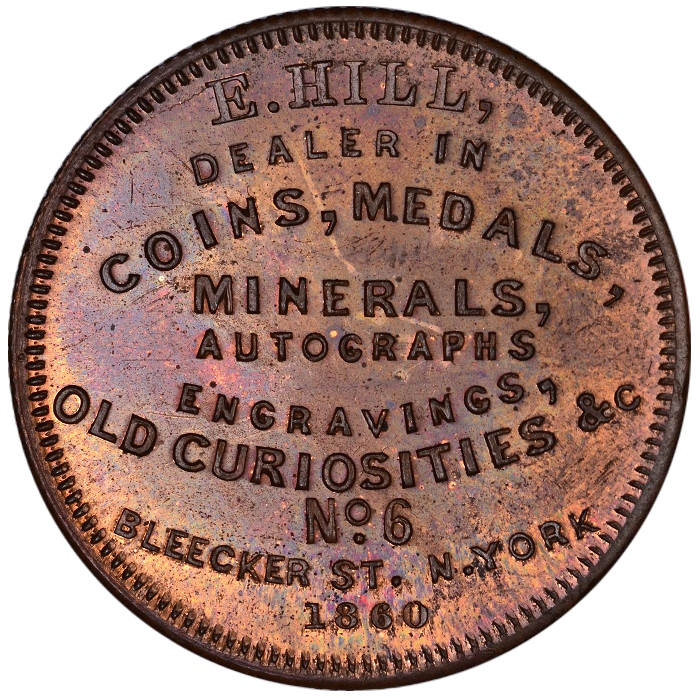 E. HILL,
DEALER IN
COINS, MEDALS,
MINERALS,
AUTOGRAPHS
ENGRAVINGS,
OLD CURIOSITIES &C
No. 6
BLEECKER ST. N. YORK
1860